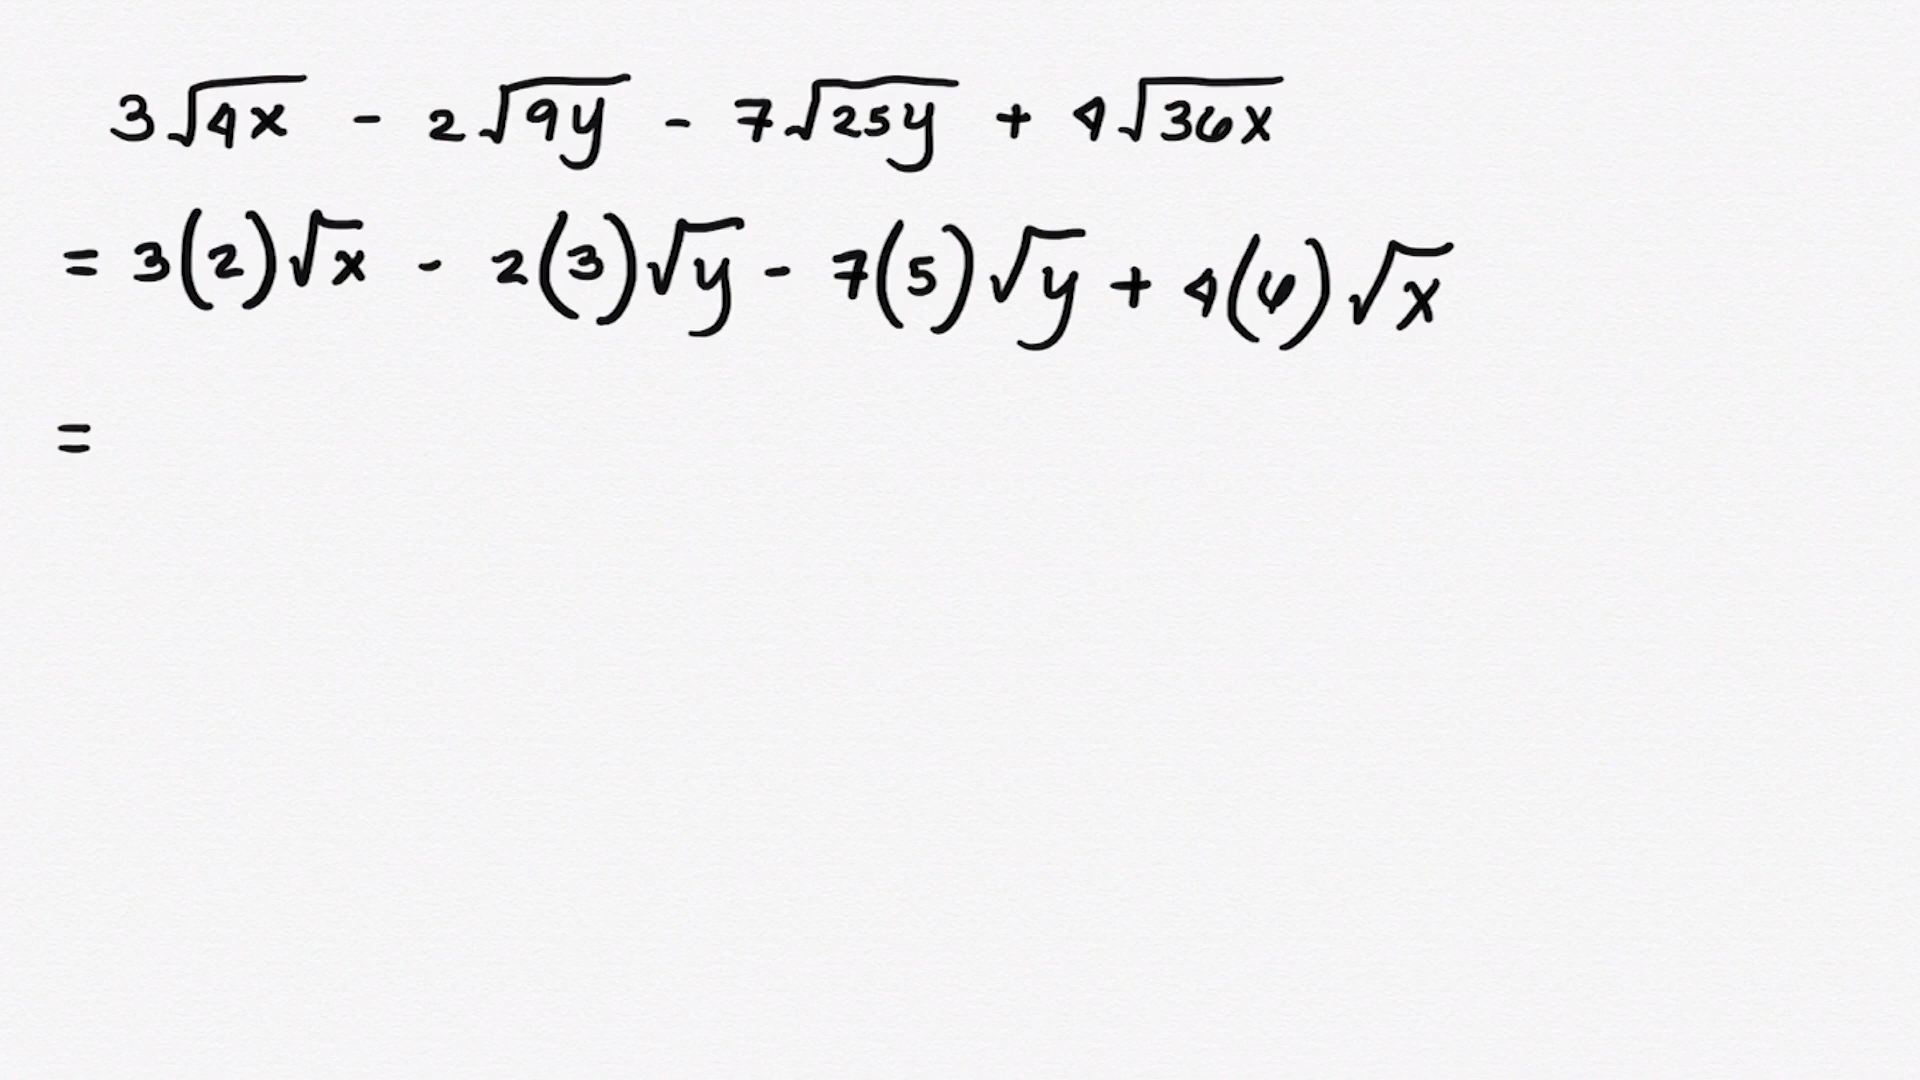 3√4x - 2√9y - 7√25y + 4√36x
= 3(2)√x - 2(3)√y - 7(5)√y + 4(6)√x
=